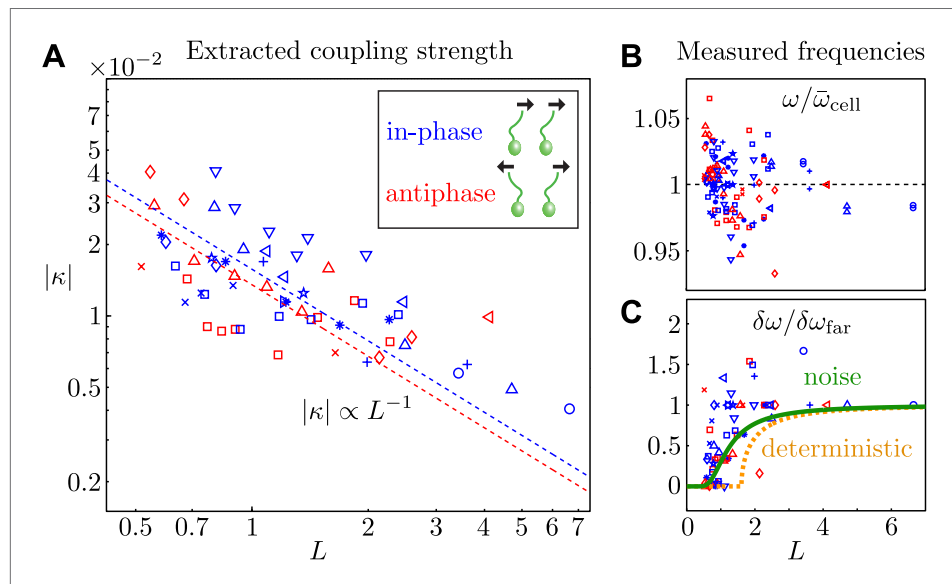 A Extracted coupling strength
×10⁻²
7
5
4
3
2
1
0.5
0.2
|κ|
in-phase
antiphase
|κ| ∝ L⁻¹
0.5 0.7 1 2 3 4 5 7
L
B Measured frequencies
ω/ω̄cell
1.05
1
0.95
C
δω/δωfar
2
1.5
1
0.5
0
noise
deterministic
0 2 4 6
L